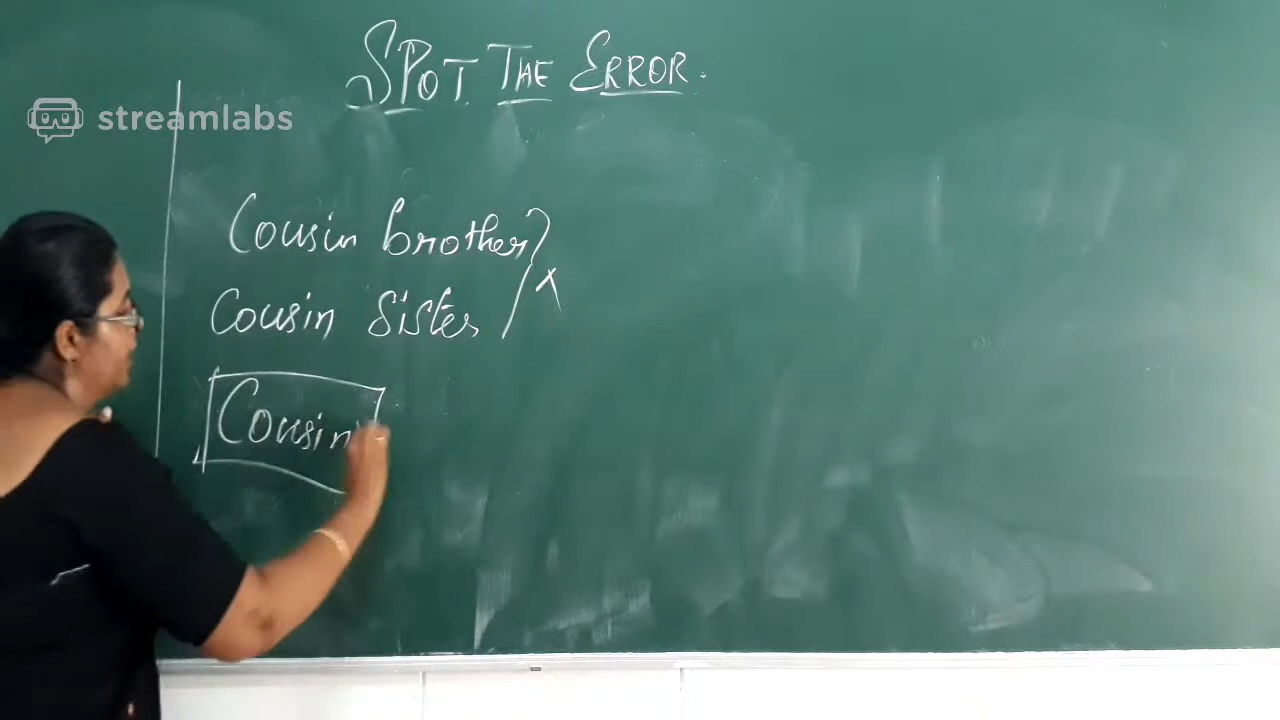 SPOT THE ERROR.
streamlabs
Cousin brother
Cousin Sister x
Cousin